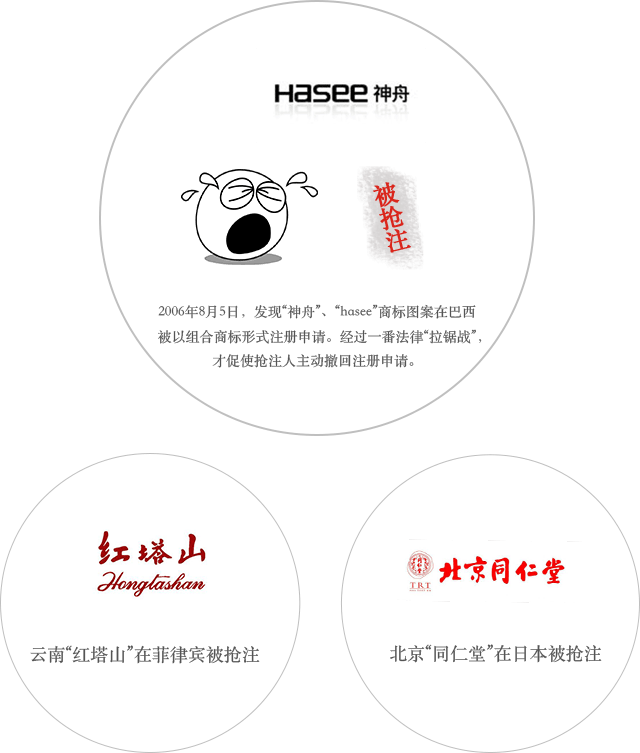 Hasee 神舟
被抢注
2006年8月5日，发现“神舟”、“hasee”商标图案在巴西
被以组合商标形式注册申请。经过一番法律“拉锯战”，
才促使抢注人主动撤回注册申请。
红塔山
Hongtashan
云南“红塔山”在菲律宾被抢注
TRT
北京同仁堂
北京“同仁堂”在日本被抢注